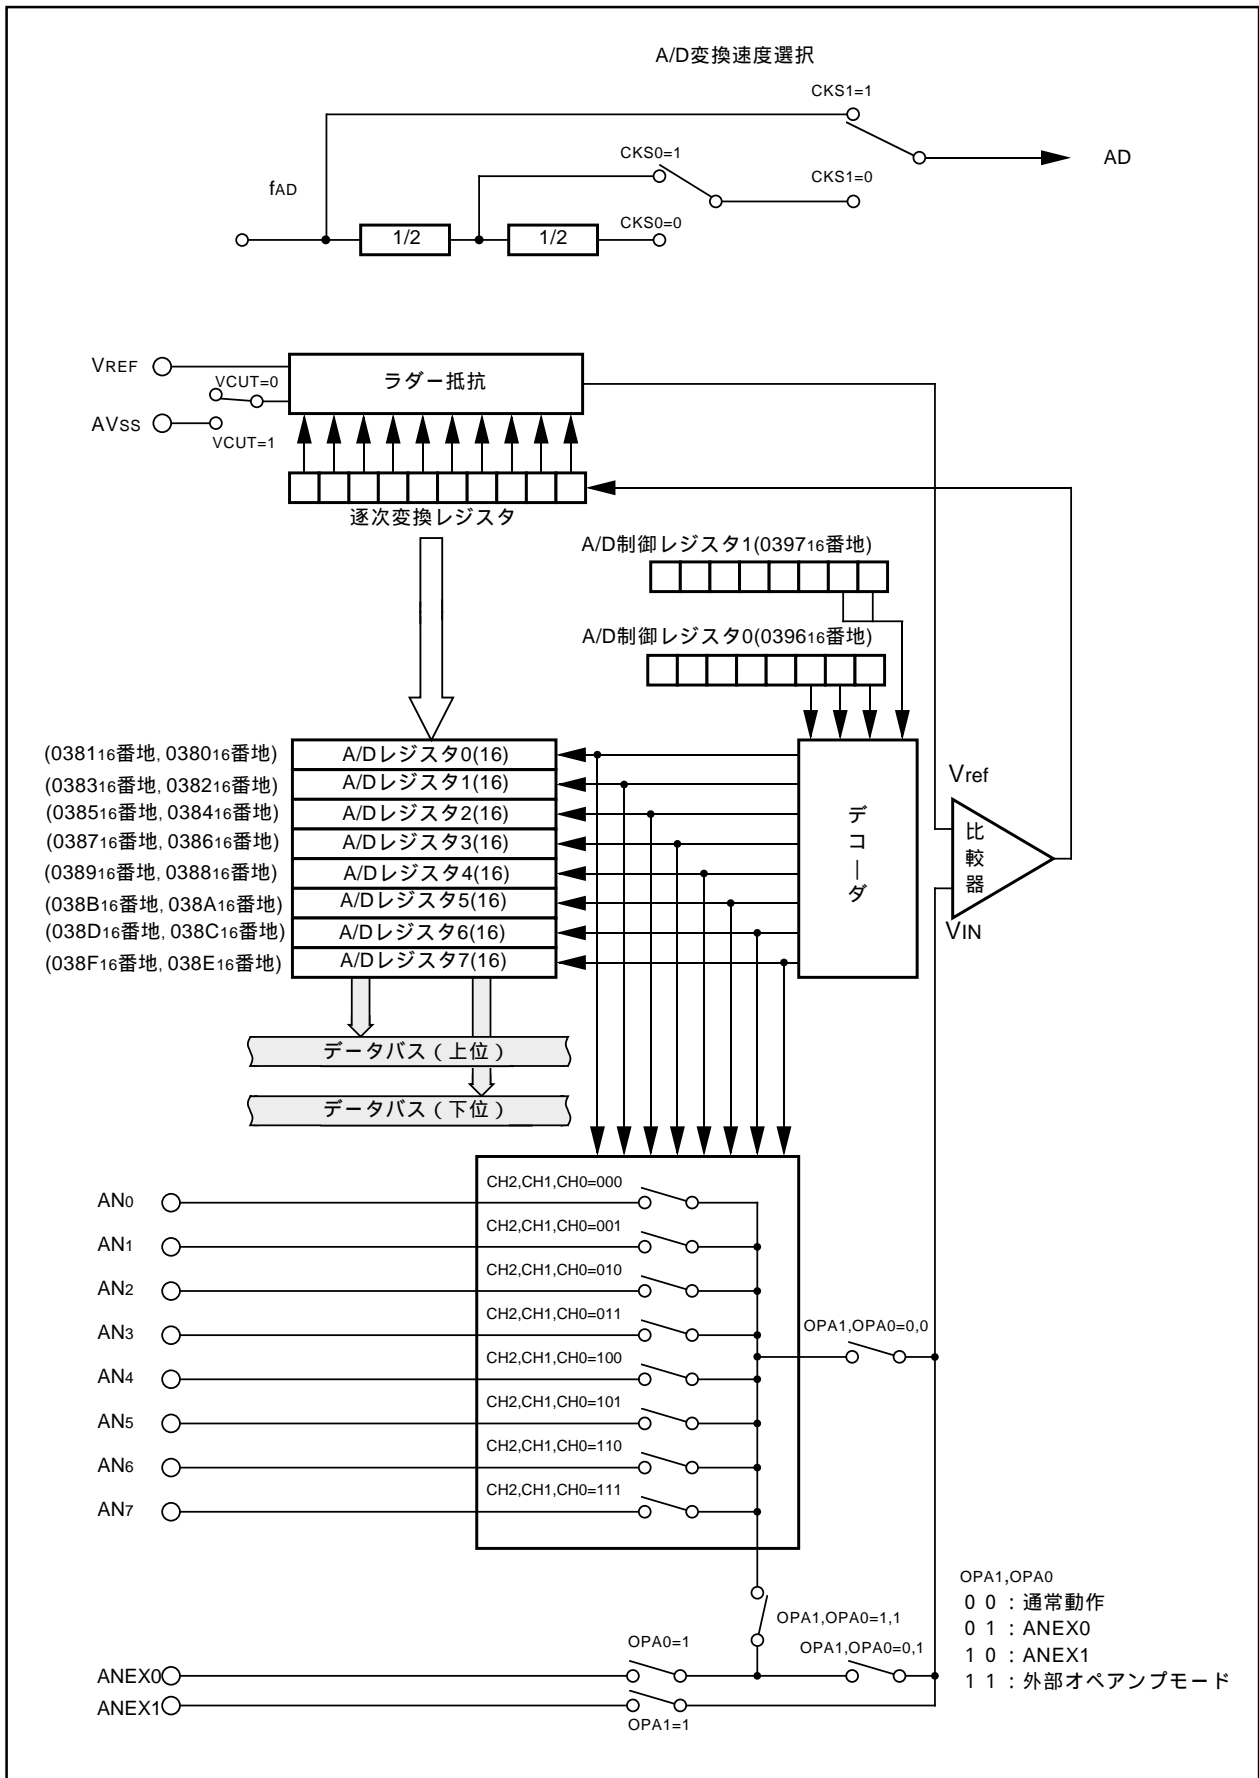 A/D変換速度選択
CKS1=1
CKS0=1
AD
fAD
CKS1=0
CKS0=0
1/2
1/2
VREF
VCUT=0
ラダー抵抗
AVSS
VCUT=1
逐次変換レジスタ
A/D制御レジスタ1(039716番地)
A/D制御レジスタ0(039616番地)
(038116番地, 038016番地)
A/Dレジスタ0(16)
(038316番地, 038216番地)
A/Dレジスタ1(16)
(038516番地, 038416番地)
A/Dレジスタ2(16)
(038716番地, 038616番地)
A/Dレジスタ3(16)
(038916番地, 038816番地)
A/Dレジスタ4(16)
(038B16番地, 038A16番地)
A/Dレジスタ5(16)
(038D16番地, 038C16番地)
A/Dレジスタ6(16)
(038F16番地, 038E16番地)
A/Dレジスタ7(16)
デコーダ
Vref
比較器
VIN
データバス（上位）
データバス（下位）
AN0
CH2,CH1,CH0=000
AN1
CH2,CH1,CH0=001
AN2
CH2,CH1,CH0=010
AN3
CH2,CH1,CH0=011
OPA1,OPA0=0,0
AN4
CH2,CH1,CH0=100
AN5
CH2,CH1,CH0=101
AN6
CH2,CH1,CH0=110
AN7
CH2,CH1,CH0=111
OPA1,OPA0=1,1
OPA0=1
OPA1,OPA0=0,1
ANEX0
ANEX1
OPA1=1
OPA1,OPA0
0 0 : 通常動作
0 1 : ANEX0
1 0 : ANEX1
1 1 : 外部オペアンプモード